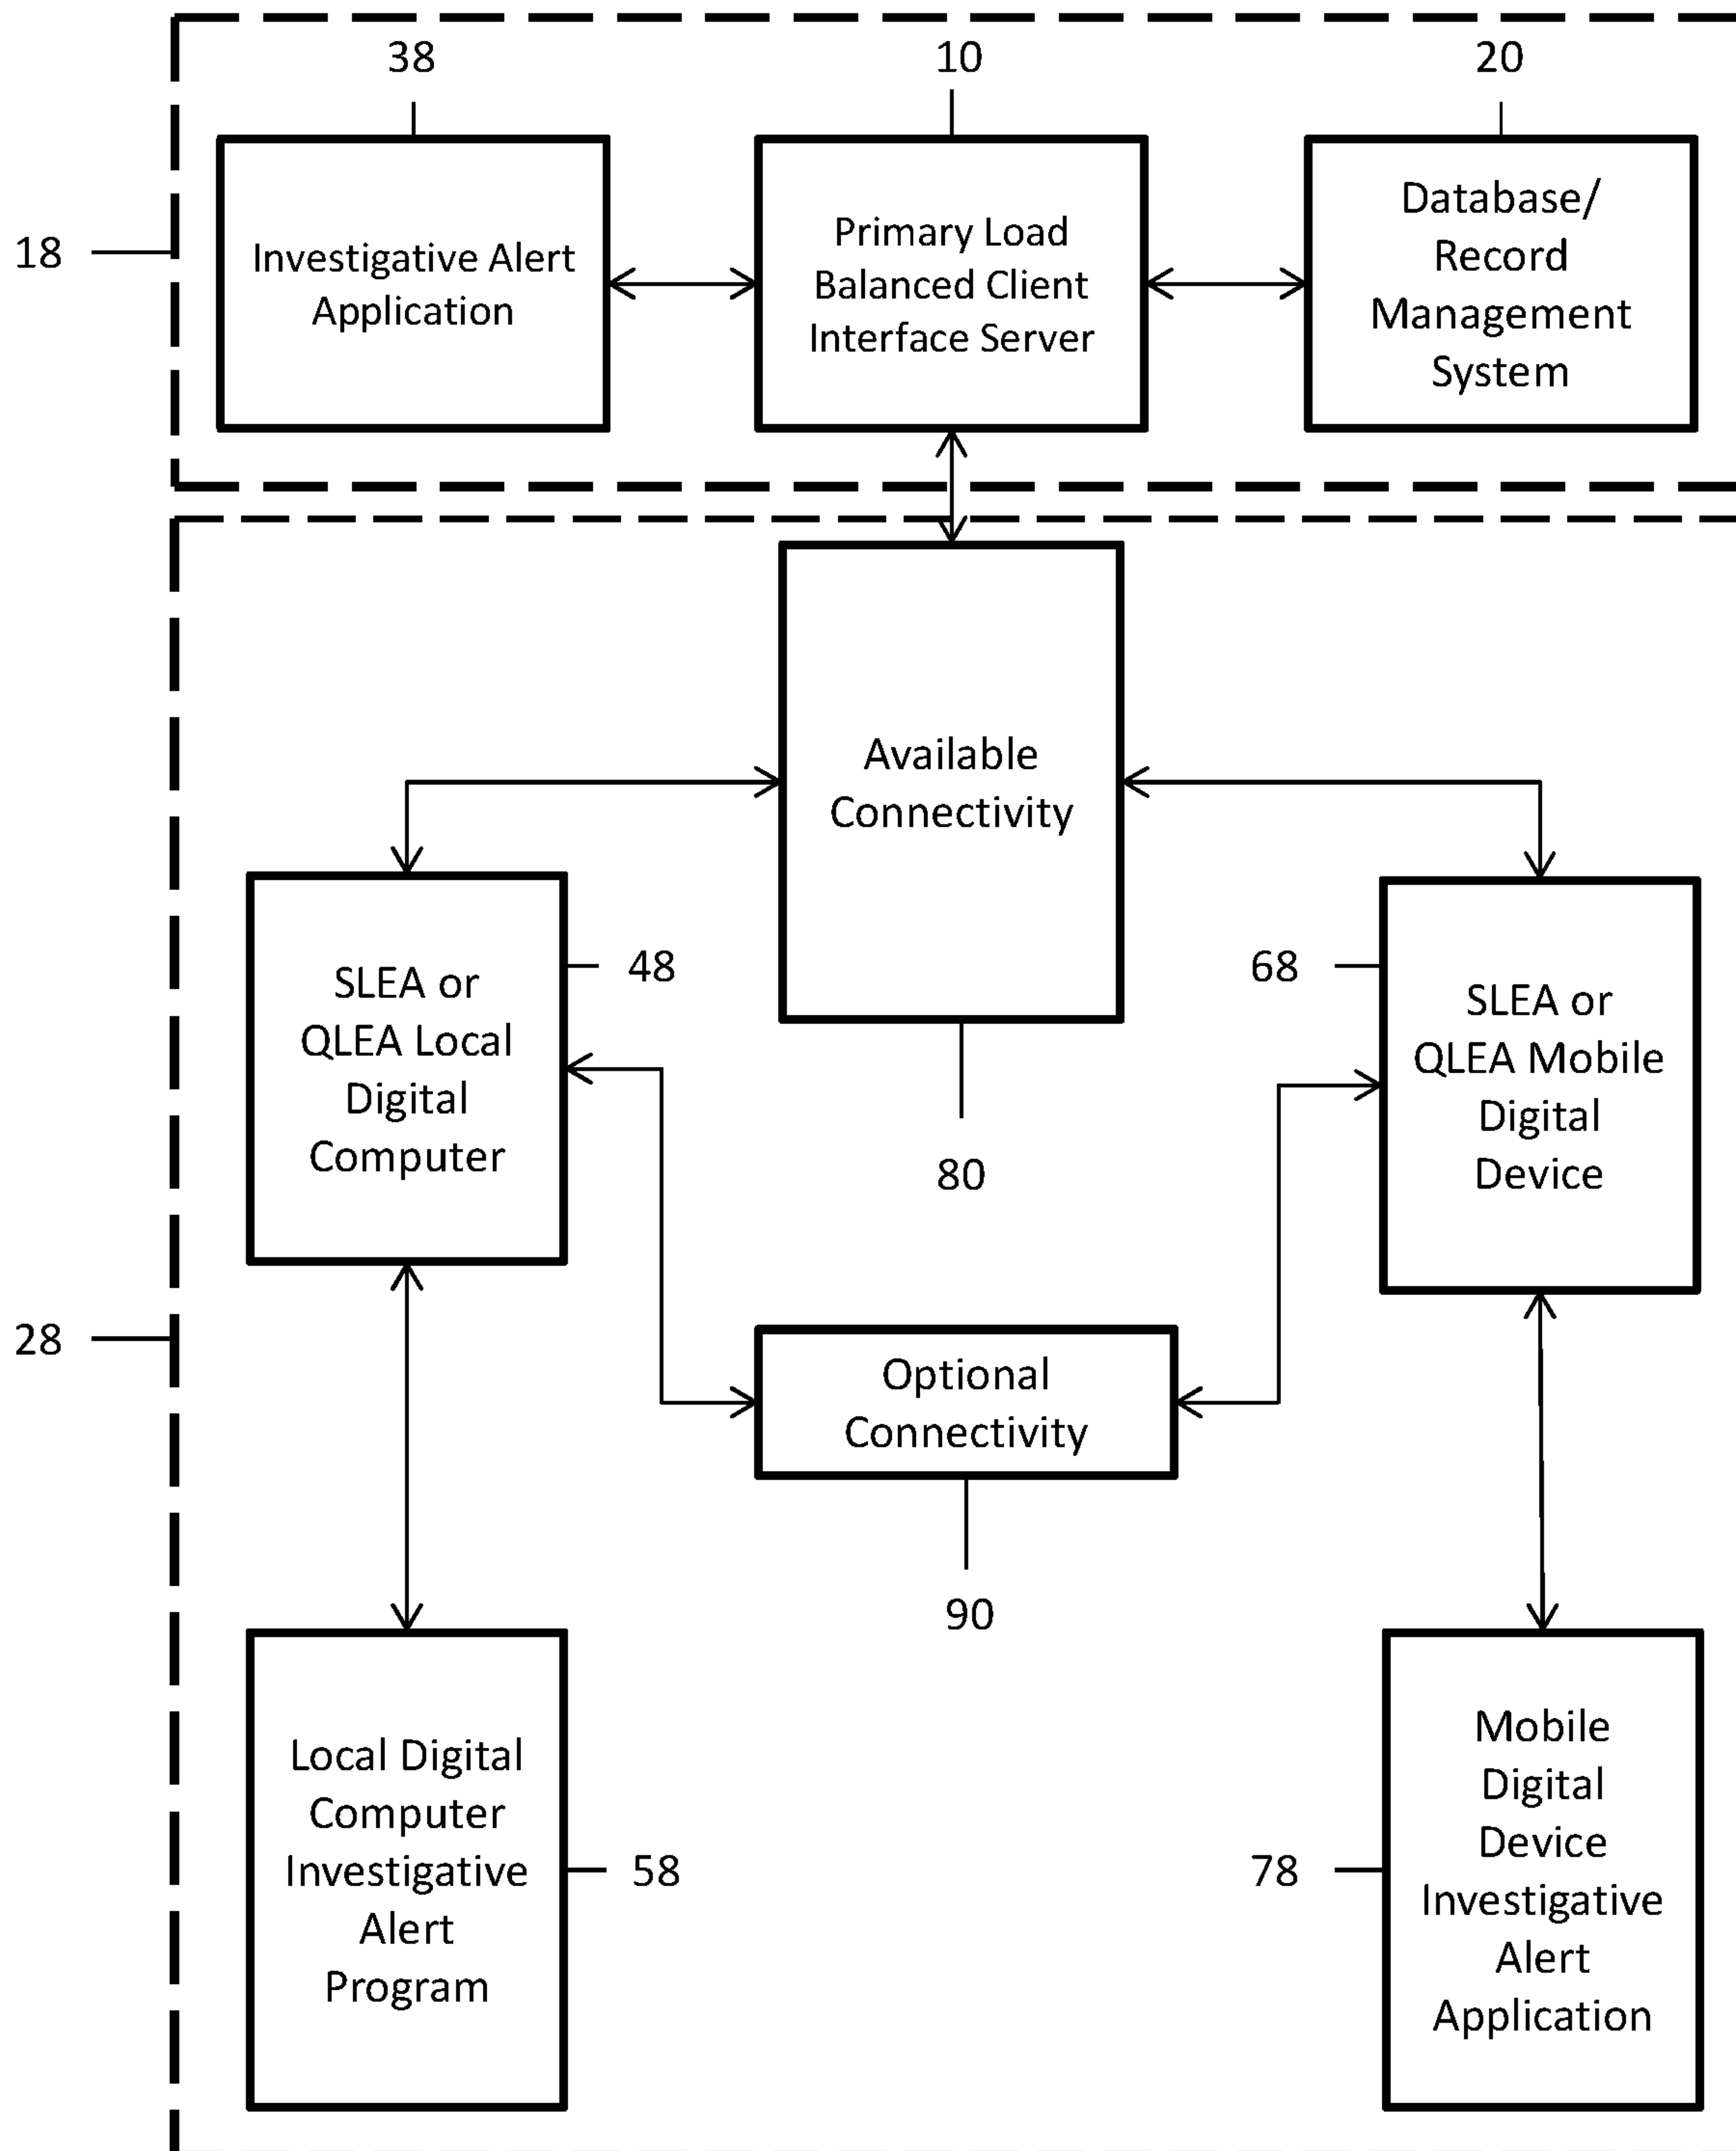 38
10
20
Investigative Alert
Application
Primary Load
Balanced Client
Interface Server
Database/
Record
Management
System
18
Available
Connectivity
80
SLEA or
QLEA Local
Digital
Computer
48
68
SLEA or
QLEA Mobile
Digital
Device
28
Optional
Connectivity
90
Local Digital
Computer
Investigative
Alert
Program
58
78
Mobile
Digital
Device
Investigative
Alert
Application